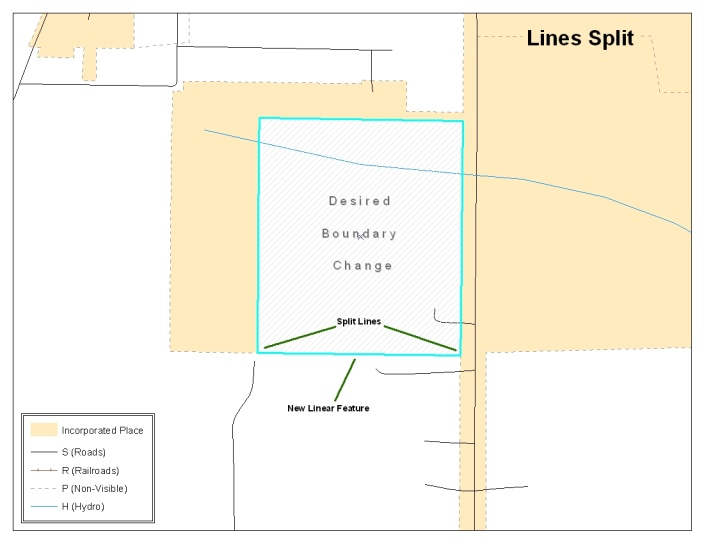 Lines Split
Desired
Boundary
Change
Split Lines
New Linear Feature
Incorporated Place
S (Roads)
R (Railroads)
P (Non-Visible)
H (Hydro)